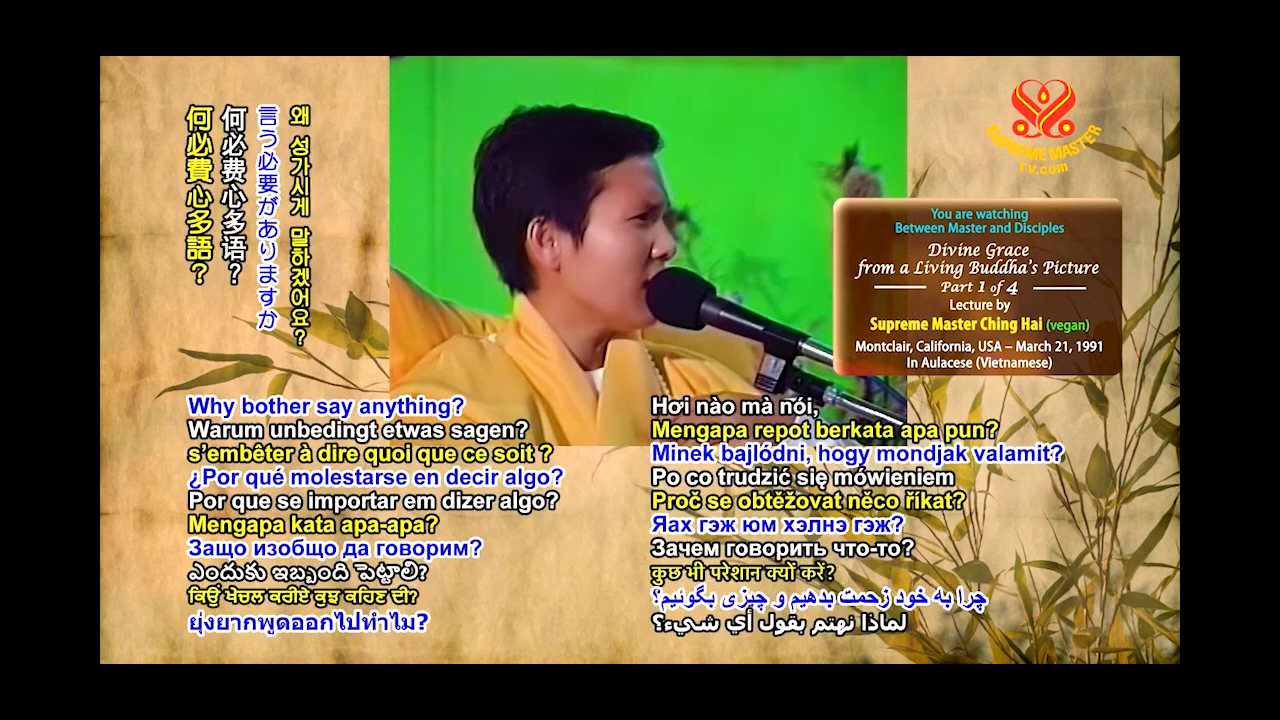 何必費心多語？
何必费心多语？
言う必要がありますか
왜 성가시게 말하겠어요?
SUPREME MASTER
TV.com
You are watching
Between Master and Disciples
Divine Grace
from a Living Buddha's Picture
Part 1 of 4
Lecture by
Supreme Master Ching Hai (vegan)
Montclair, California, USA – March 21, 1991
In Aulacese (Vietnamese)
Why bother say anything?
Warum unbedingt etwas sagen?
s'embêter à dire quoi que ce soit ?
¿Por qué molestarse en decir algo?
Por que se importar em dizer algo?
Mengapa kata apa-apa?
Защо изобщо да говорим?
ఎందుకు ఇబ్బంది పెట్టాలి?
ਕਿਉਂ ਖੇਚਲ ਕਰੀਏ ਕੁਝ ਕਹਿਣ ਦੀ?
ยุ่งยากพูดออกไปทำไม?
Hơi nào mà nói,
Mengapa repot berkata apa pun?
Minek bajlódni, hogy mondjak valamit?
Po co trudzić się mówieniem
Proč se obtěžovat něco říkat?
Яах гэж юм хэлнэ гэж?
Зачем говорить что-то?
कुछ भी परेशान क्यों करें?
چرا به خود زحمت بدهیم و چیزی بگوئیم؟
لماذا نهتم بقول أي شيء؟